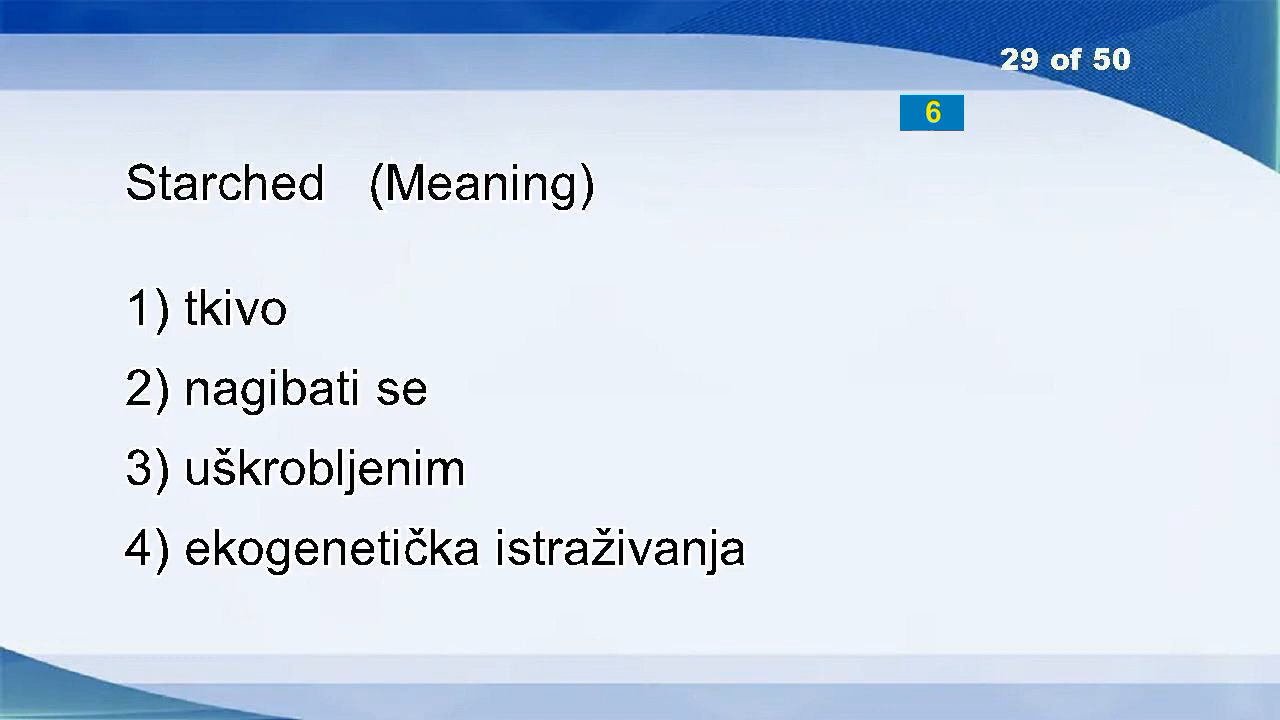 29 of 50
6
Starched (Meaning)
1) tkivo
2) nagibati se
3) uškrobljenim
4) ekogenetička istraživanja